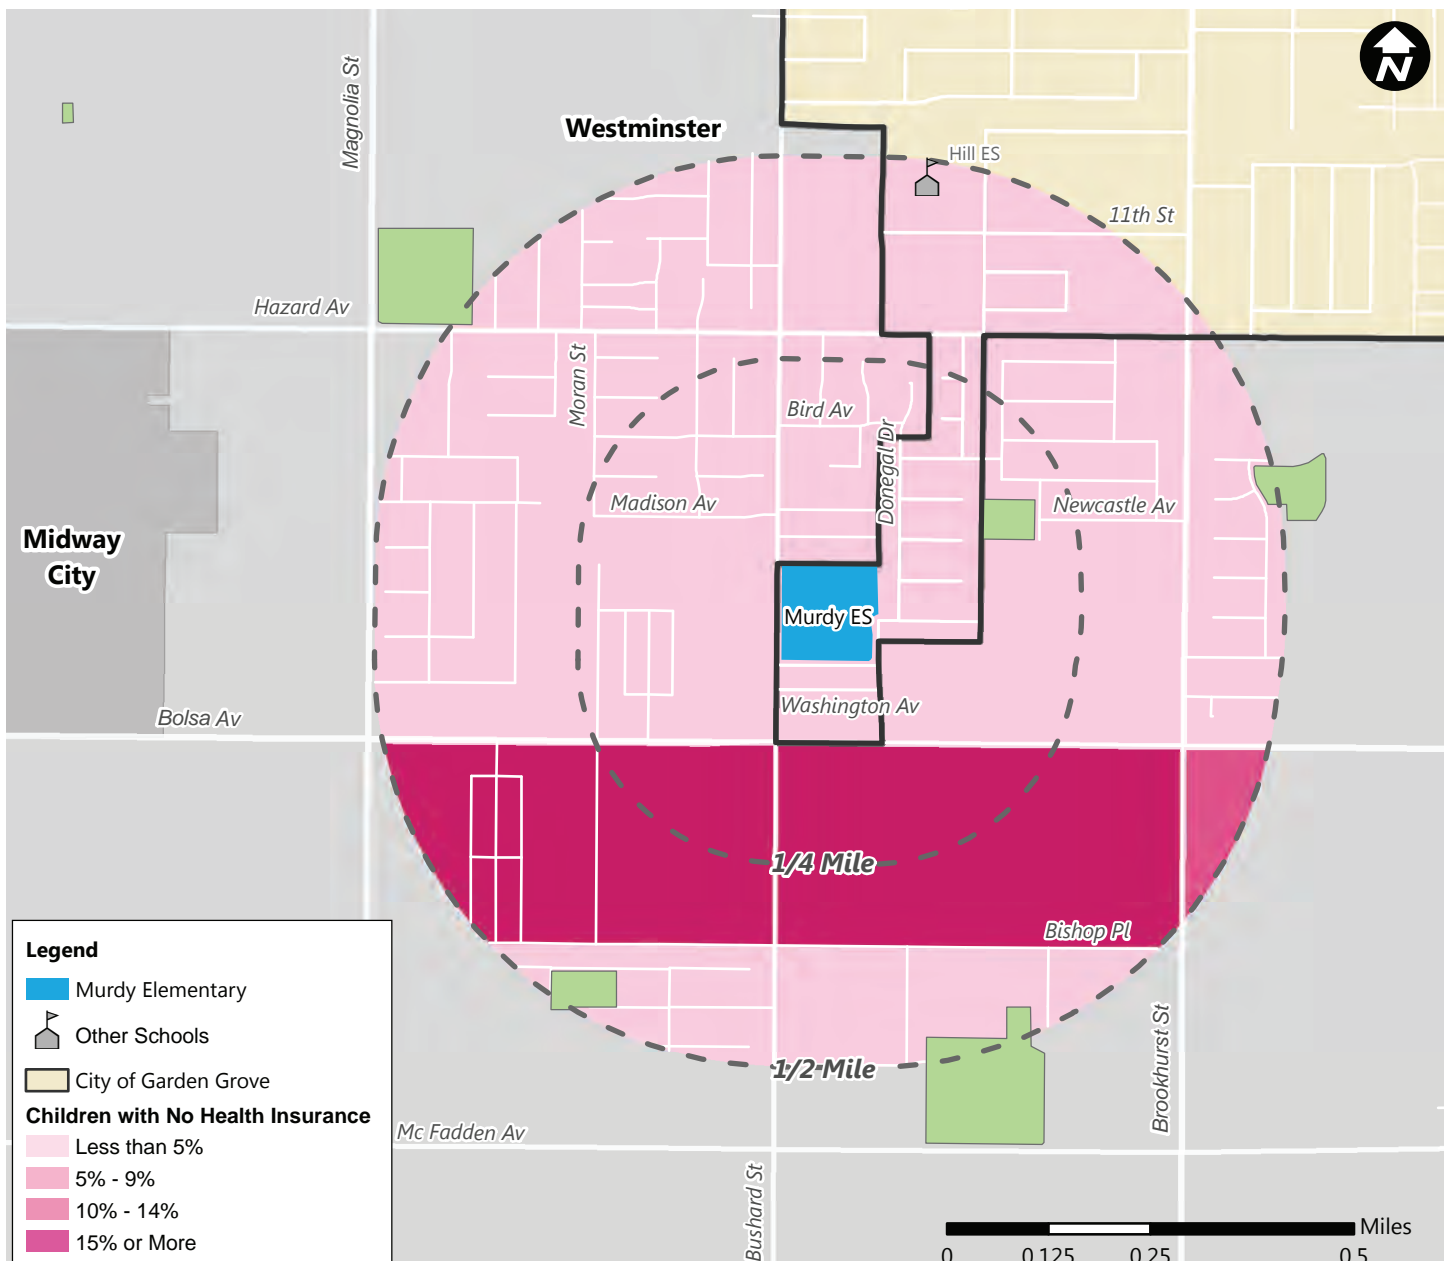 N
Magnolia St
Westminster
Hill ES
11th St
Hazard Av
Moran St
Bird Av
Donegal Dr
Madison Av
Newcastle Av
Midway
City
Murdy ES
Washington Av
Bolsa Av
1/4 Mile
Bishop Pl
1/2 Mile
Brookhurst St
Mc Fadden Av
Bushard St
Legend
Murdy Elementary
Other Schools
City of Garden Grove
Children with No Health Insurance
Less than 5%
5% - 9%
10% - 14%
15% or More
Miles
0 0.125 0.25 0.5